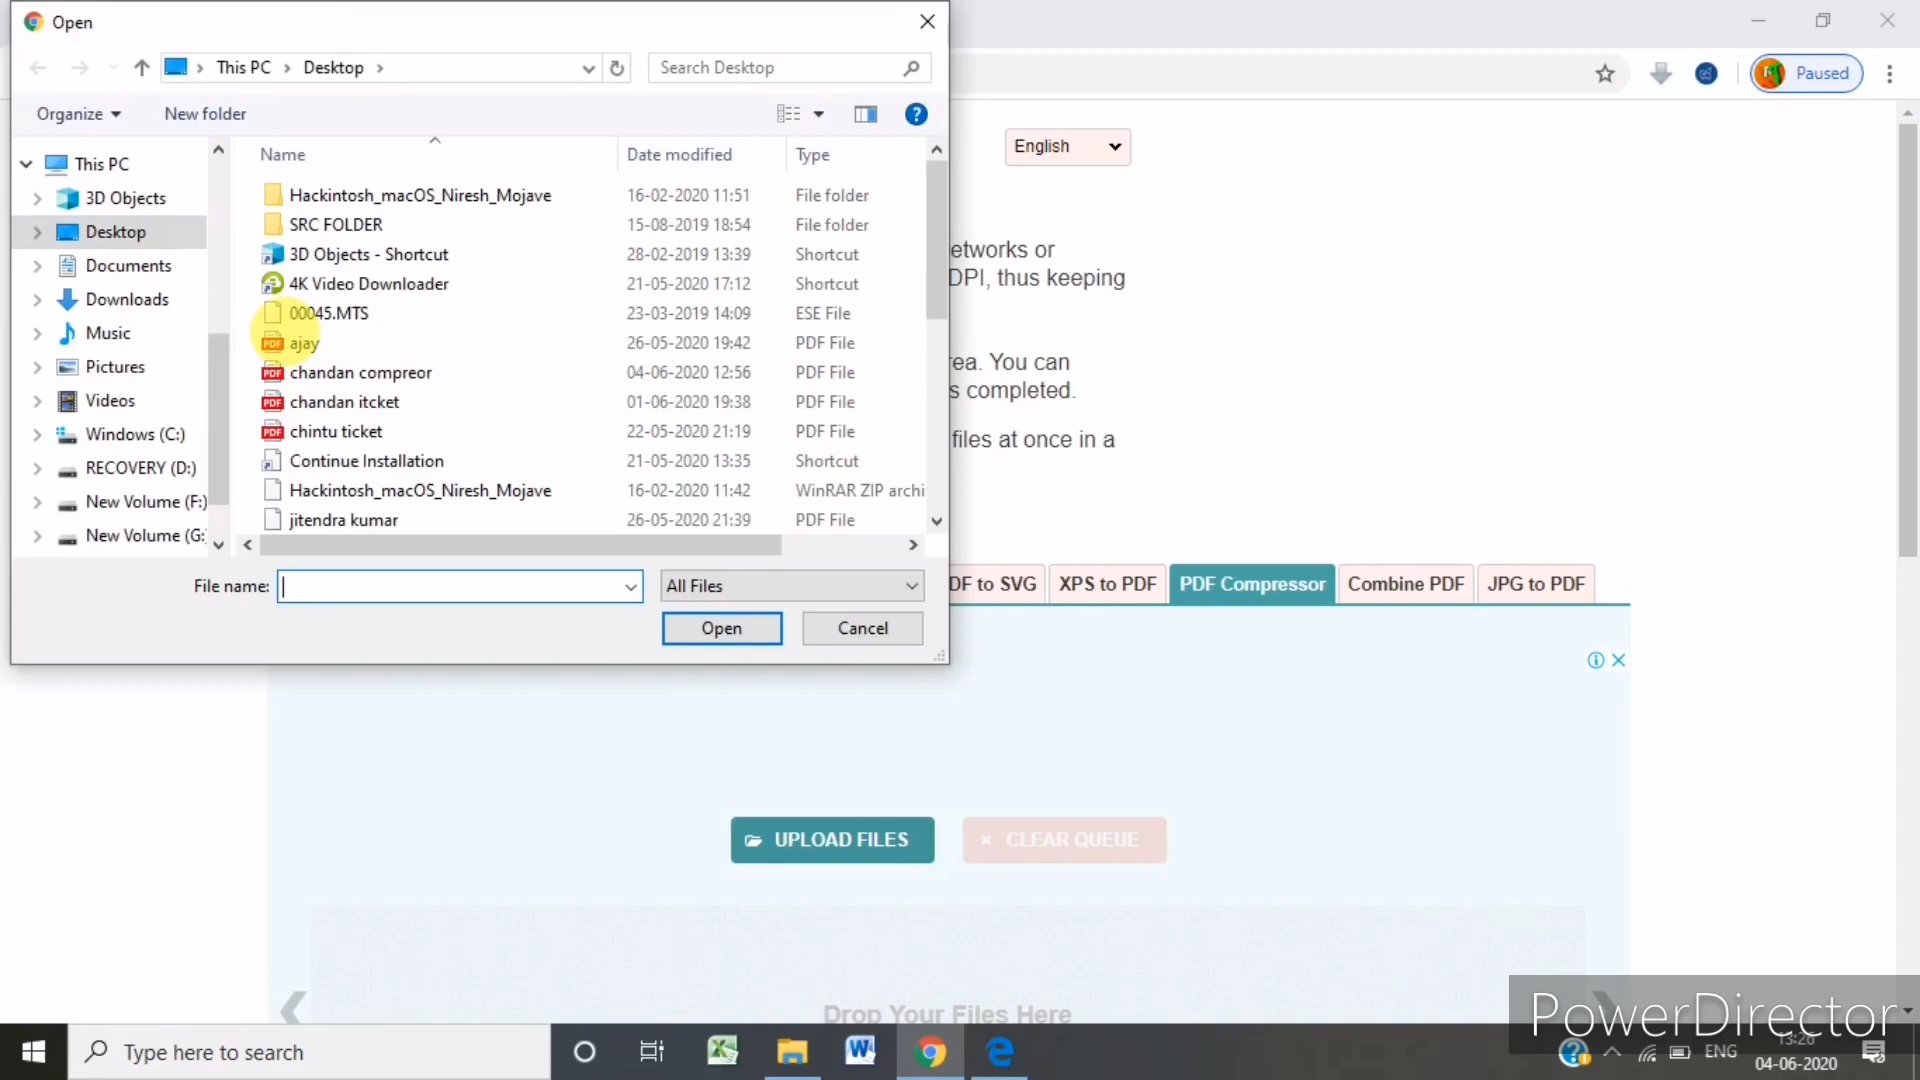 Open
This PC
Desktop
Search Desktop
Organize
New folder
Name
Date modified
Type
This PC
3D Objects
Desktop
Documents
Downloads
Music
Pictures
Videos
Windows (C:)
RECOVERY (D:)
New Volume (F:)
New Volume (G:
Hackintosh_macOS_Niresh_Mojave 16-02-2020 11:51 File folder
SRC FOLDER 15-08-2019 18:54 File folder
3D Objects - Shortcut 28-02-2019 13:39 Shortcut
4K Video Downloader 21-05-2020 17:12 Shortcut
00045.MTS 23-03-2019 14:09 ESE File
PDF ajay 26-05-2020 19:42 PDF File
PDF chandan compreor 04-06-2020 12:56 PDF File
PDF chandan itcket 01-06-2020 19:38 PDF File
PDF chintu ticket 22-05-2020 21:19 PDF File
Continue Installation 21-05-2020 13:35 Shortcut
Hackintosh_macOS_Niresh_Mojave 16-02-2020 11:42 WinRAR ZIP archi
jitendra kumar 26-05-2020 21:39 PDF File
File name:
All Files
Open
Cancel
Paused
English
etworks or
DPI, thus keeping
ea. You can
s completed.
files at once in a
DF to SVG
XPS to PDF
PDF Compressor
Combine PDF
JPG to PDF
UPLOAD FILES
CLEAR QUEUE
Drop Your Files Here
PowerDirector
Type here to search
ENG
13:26
04-06-2020